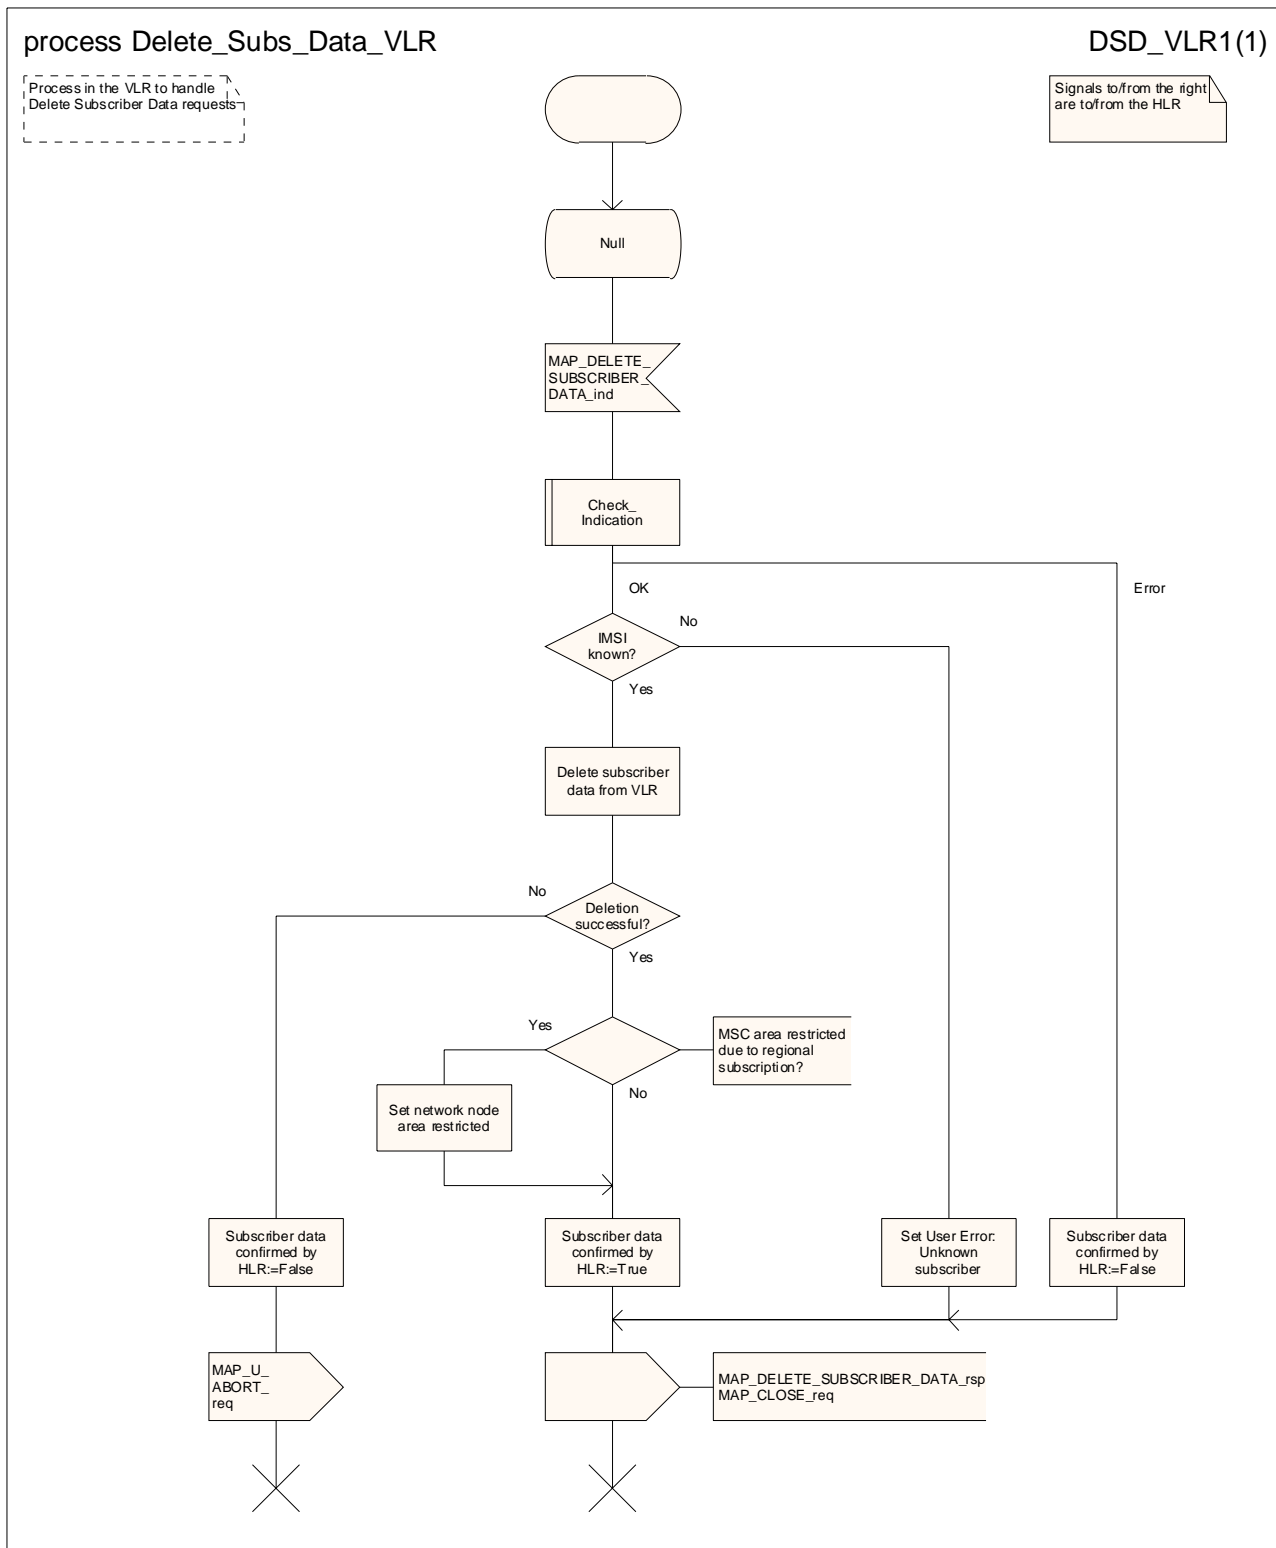 process Delete_Subs_Data_VLR
DSD_VLR1(1)
Process in the VLR to handle
Delete Subscriber Data requests
Signals to/from the right
are to/from the HLR
Null
MAP_DELETE_
SUBSCRIBER_
DATA_ind
Check_
Indication
OK
Error
IMSI
known?
No
Yes
Delete subscriber
data from VLR
No
Deletion
successful?
Yes
Yes
MSC area restricted
due to regional
subscription?
No
Set network node
area restricted
Subscriber data
confirmed by
HLR:=False
Subscriber data
confirmed by
HLR:=True
Set User Error:
Unknown
subscriber
Subscriber data
confirmed by
HLR:=False
MAP_U_
ABORT_
req
MAP_DELETE_SUBSCRIBER_DATA_rsp
MAP_CLOSE_req